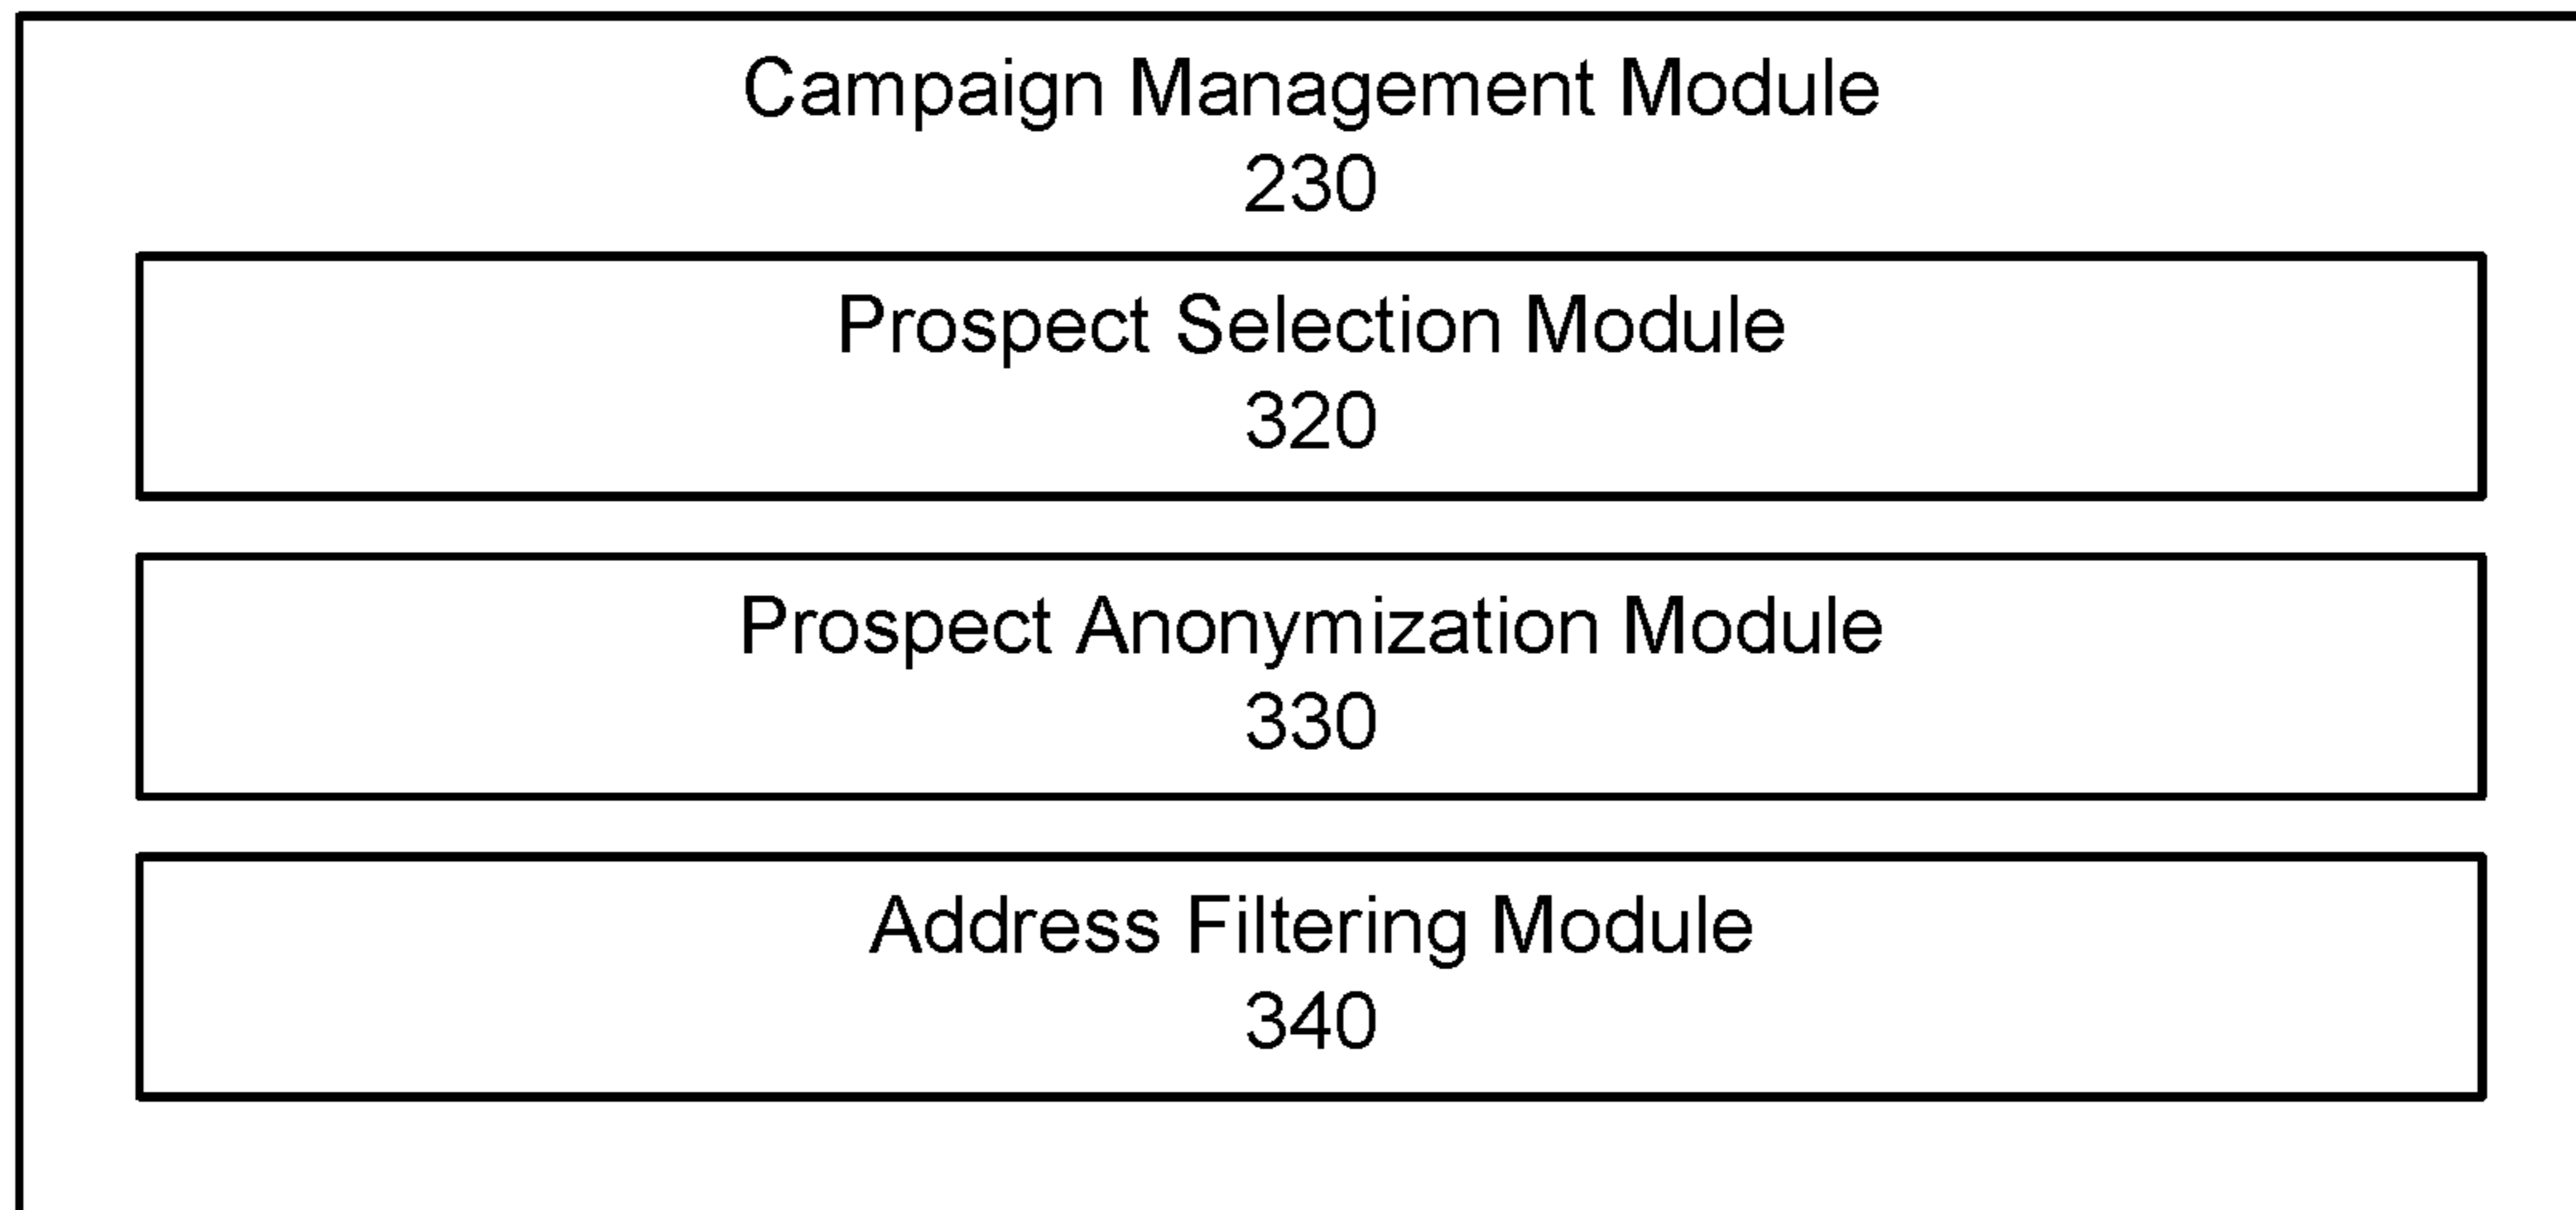 Campaign Management Module
230
Prospect Selection Module
320
Prospect Anonymization Module
330
Address Filtering Module
340